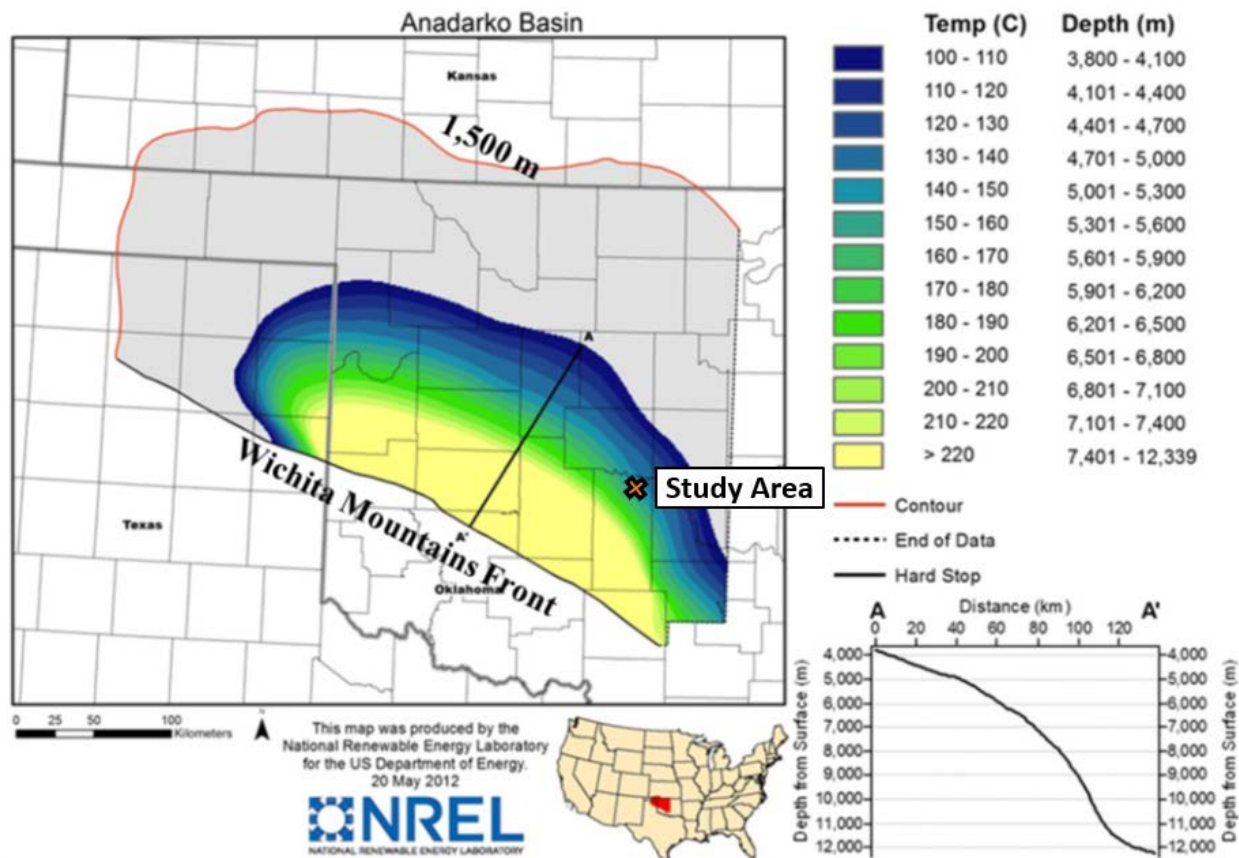 Anadarko Basin
Kansas
1,500 m
A
Study Area
Wichita Mountains Front
A'
Texas
Oklahoma
0 25 50 100
Kilometers
N
This map was produced by the
National Renewable Energy Laboratory
for the US Department of Energy.
20 May 2012
NREL
NATIONAL RENEWABLE ENERGY LABORATORY
Temp (C) Depth (m)
100 - 110 3,800 - 4,100
110 - 120 4,101 - 4,400
120 - 130 4,401 - 4,700
130 - 140 4,701 - 5,000
140 - 150 5,001 - 5,300
150 - 160 5,301 - 5,600
160 - 170 5,601 - 5,900
170 - 180 5,901 - 6,200
180 - 190 6,201 - 6,500
190 - 200 6,501 - 6,800
200 - 210 6,801 - 7,100
210 - 220 7,101 - 7,400
> 220 7,401 - 12,339
Contour
End of Data
Hard Stop
A Distance (km) A'
0 20 40 60 80 100 120
4,000 4,000
5,000 5,000
6,000 6,000
7,000 7,000
8,000 8,000
9,000 9,000
10,000 10,000
11,000 11,000
12,000 12,000
Depth from Surface (m)
Depth from Surface (m)